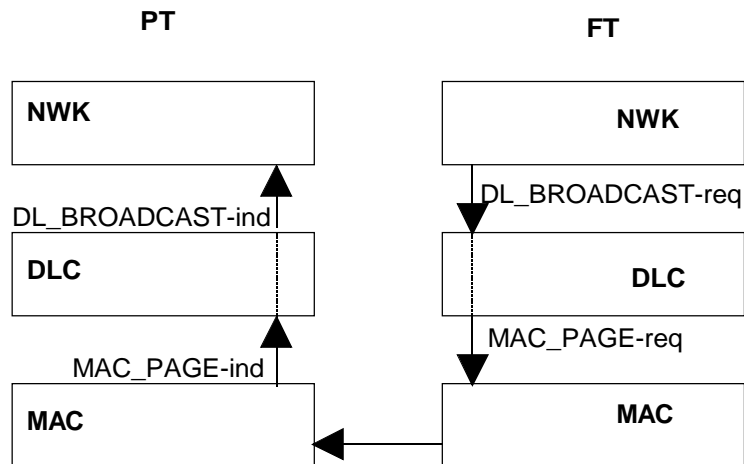 PT FT
NWK NWK
DL_BROADCAST-ind DL_BROADCAST-req
DLC DLC
MAC_PAGE-ind MAC_PAGE-req
MAC MAC